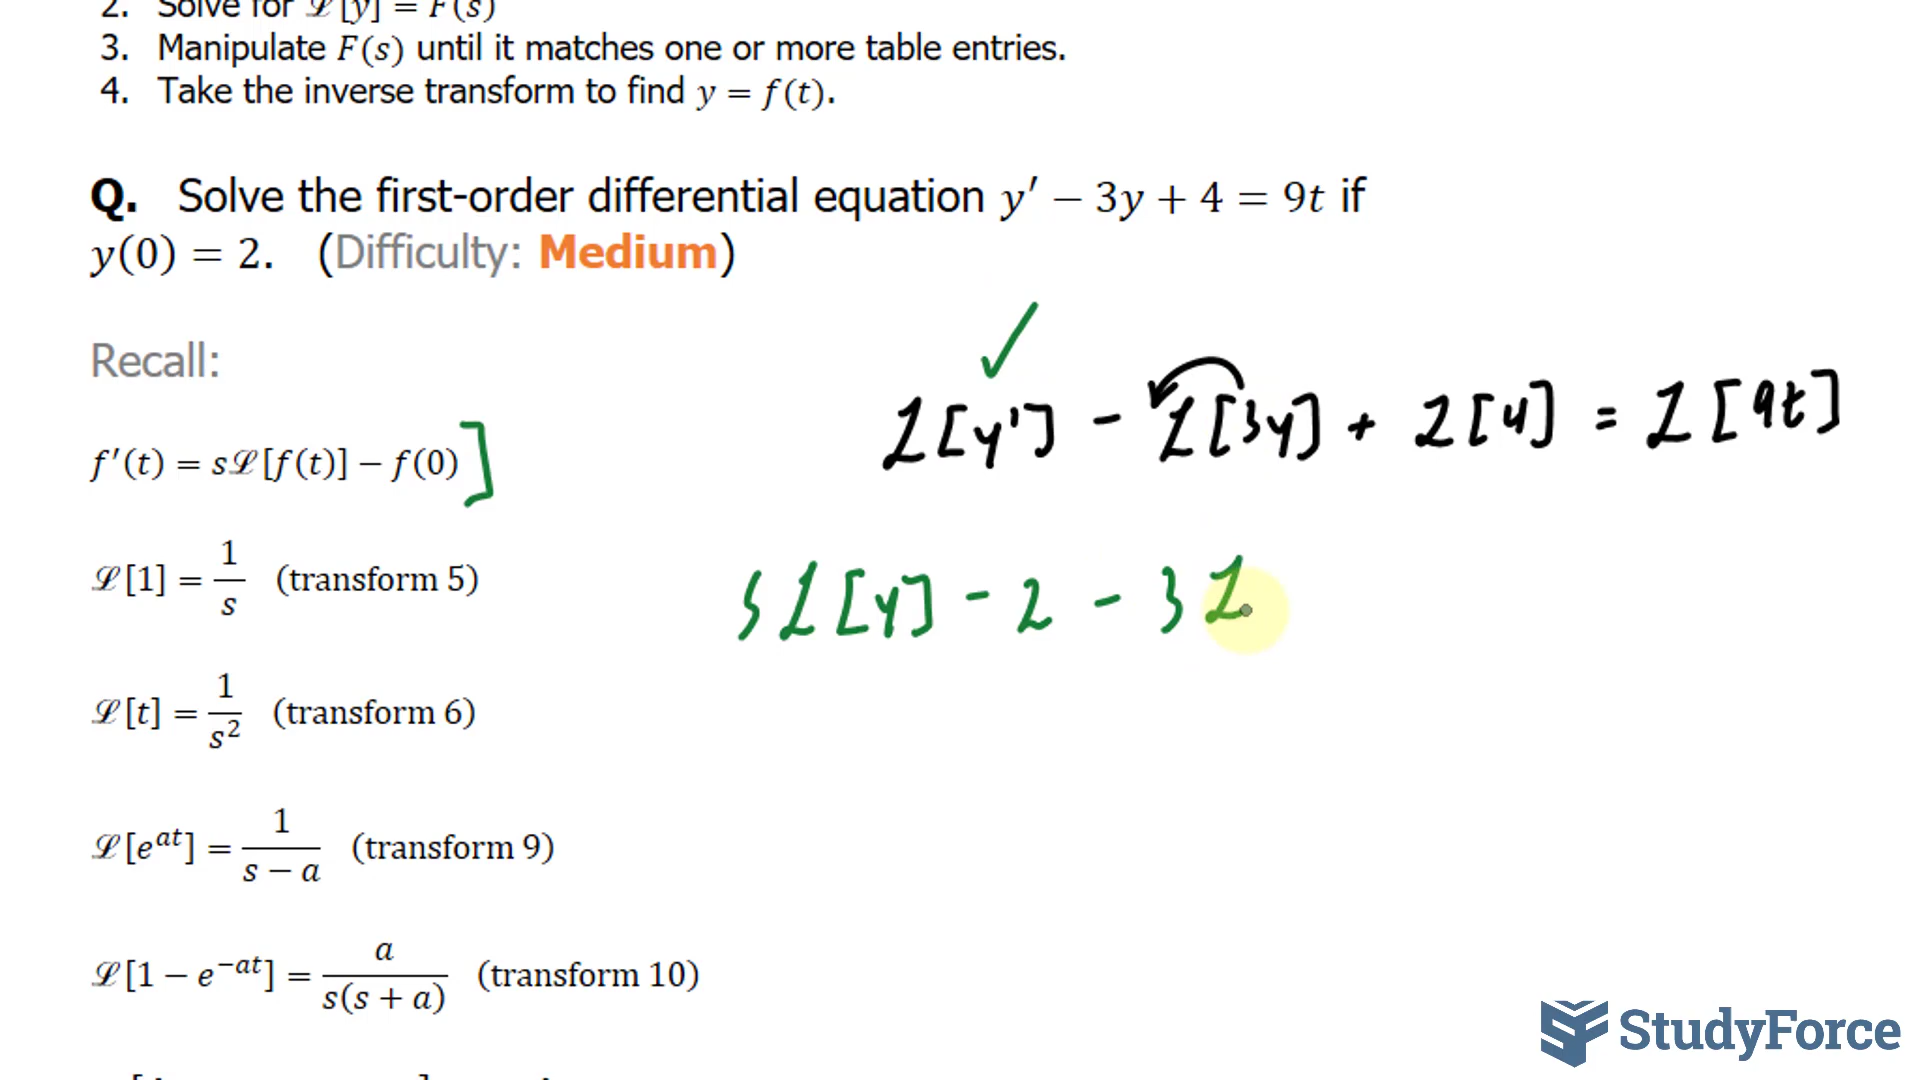 2. Solve for ℒ[y] = F(s)
3. Manipulate F(s) until it matches one or more table entries.
4. Take the inverse transform to find y = f(t).
Q. Solve the first-order differential equation y′ − 3y + 4 = 9t if
y(0) = 2. (Difficulty: Medium)
Recall:
ℒ[y'] - ℒ[3y] + ℒ[4] = ℒ[9t]
f′(t) = sℒ[f(t)] − f(0)
ℒ[1] = 1/s (transform 5)
sℒ[y] - 2 - 3ℒ
ℒ[t] = 1/s² (transform 6)
ℒ[e^{at}] = 1/(s − a) (transform 9)
ℒ[1 − e^{−at}] = a/(s(s + a)) (transform 10)
StudyForce